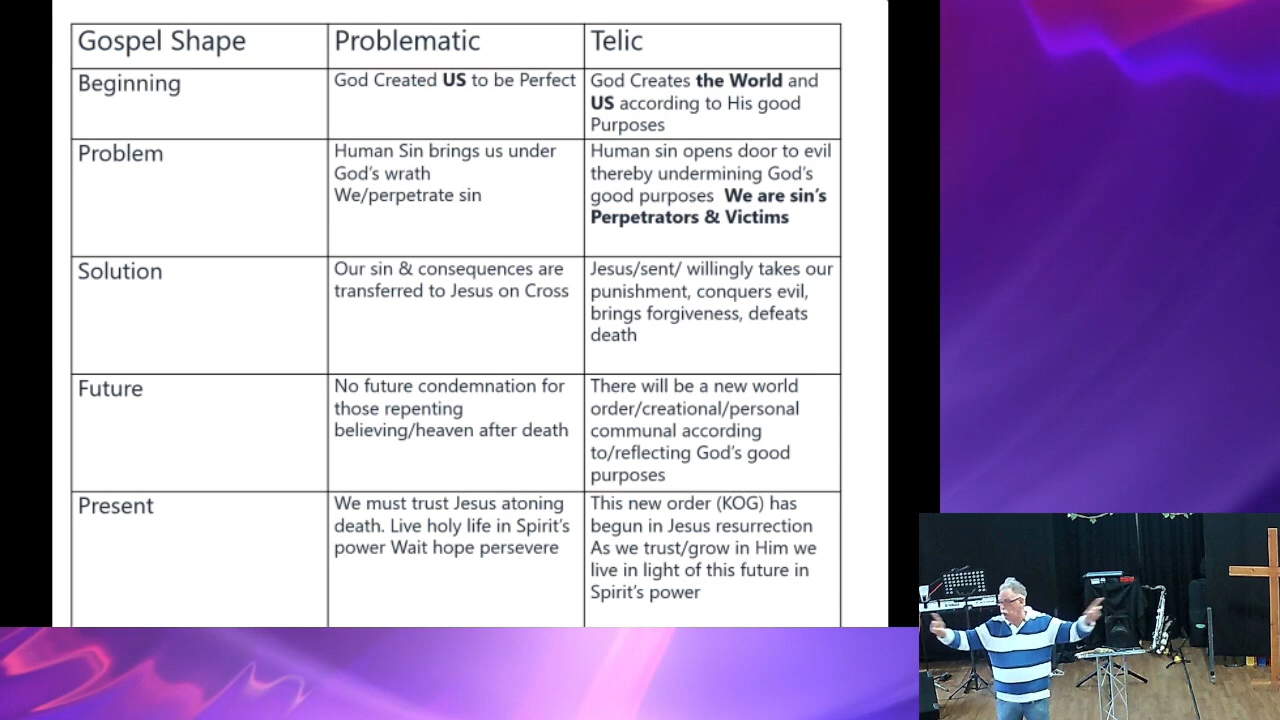 Gospel Shape
Problematic
Telic
Beginning
God Created US to be Perfect
God Creates the World and
US according to His good
Purposes
Problem
Human Sin brings us under
God's wrath
We/perpetrate sin
Human sin opens door to evil
thereby undermining God's
good purposes  We are sin's
Perpetrators & Victims
Solution
Our sin & consequences are
transferred to Jesus on Cross
Jesus/sent/ willingly takes our
punishment, conquers evil,
brings forgiveness, defeats
death
Future
No future condemnation for
those repenting
believing/heaven after death
There will be a new world
order/creational/personal
communal according
to/reflecting God's good
purposes
Present
We must trust Jesus atoning
death. Live holy life in Spirit's
power Wait hope persevere
This new order (KOG) has
begun in Jesus resurrection
As we trust/grow in Him we
live in light of this future in
Spirit's power